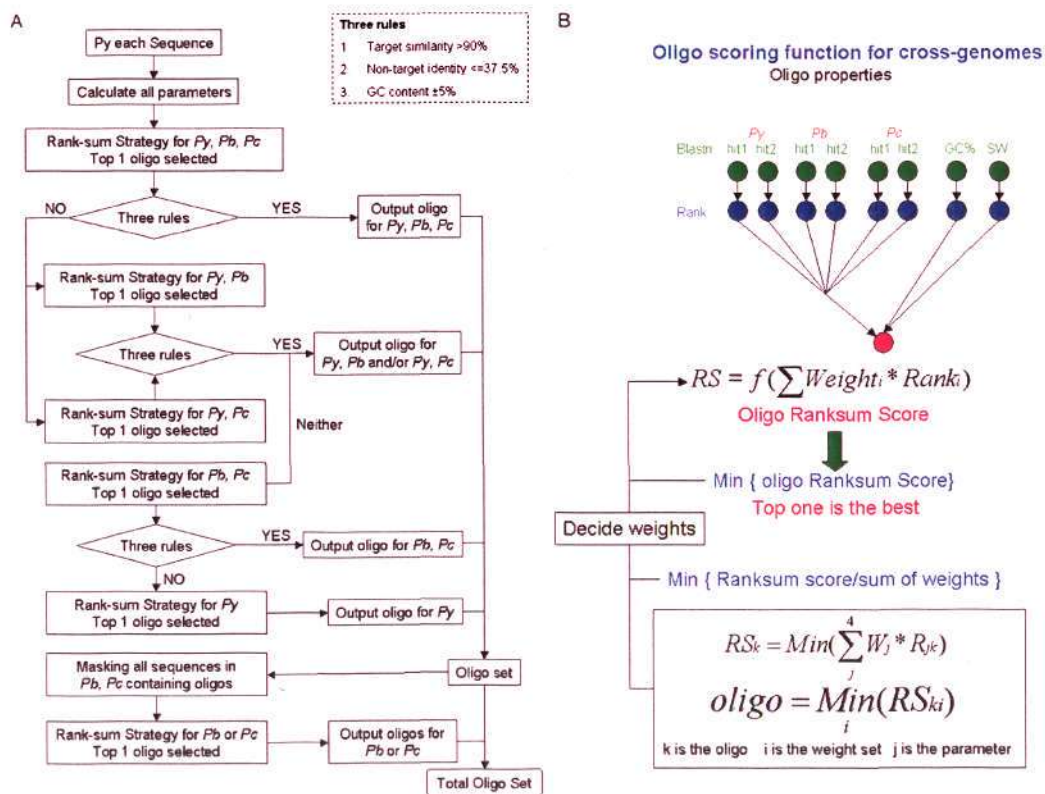 A
Py each Sequence
Calculate all parameters
Three rules
1 Target similarity >90%
2 Non-target identity <=37.5%
3. GC content ±5%
Rank-sum Strategy for Py, Pb, Pc
Top 1 oligo selected
NO
Three rules
YES
Output oligo
for Py, Pb, Pc
Rank-sum Strategy for Py, Pb
Top 1 oligo selected
Three rules
YES
Output oligo for
Py, Pb and/or Py, Pc
Rank-sum Strategy for Py, Pc
Top 1 oligo selected
Neither
Rank-sum Strategy for Pb, Pc
Top 1 oligo selected
Three rules
YES
Output oligo for Pb, Pc
NO
Rank-sum Strategy for Py
Top 1 oligo selected
Output oligo for Py
Masking all sequences in
Pb, Pc containing oligos
Oligo set
Rank-sum Strategy for Pb or Pc
Top 1 oligo selected
Output oligos for
Pb or Pc
Total Oligo Set
B
Oligo scoring function for cross-genomes
Oligo properties
Py Pb Pc
Blastn hit1 hit2 hit1 hit2 hit1 hit2 GC% SW
Rank
RS = f(∑Weighti * Ranki)
Oligo Ranksum Score
Min { oligo Ranksum Score}
Top one is the best
Decide weights
Min { Ranksum score/sum of weights }
4
RSk = Min(∑Wj * Rjk)
j
oligo = Min(RSki)
i
k is the oligo i is the weight set j is the parameter